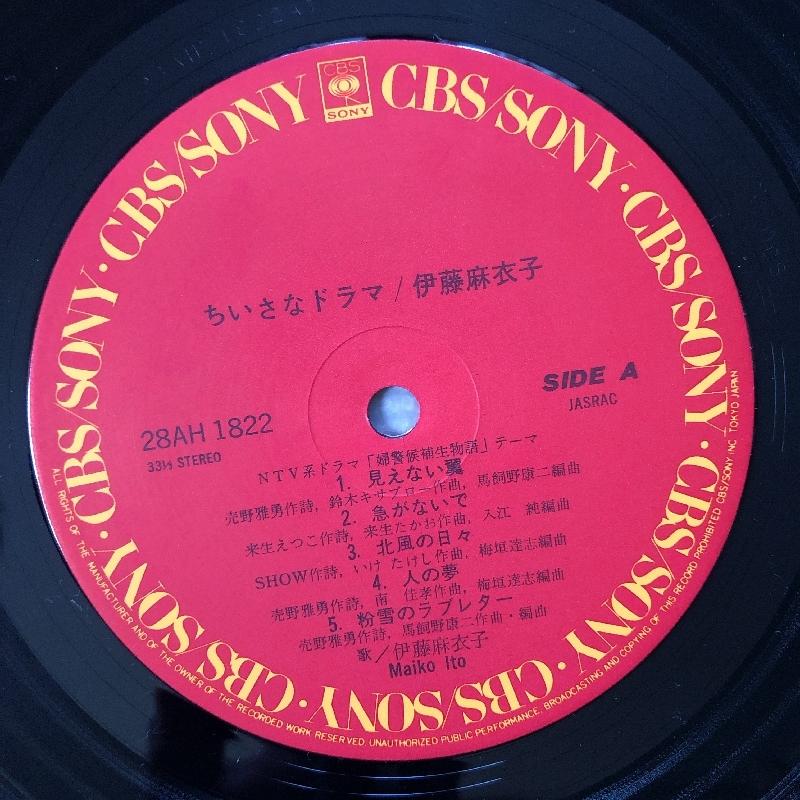 CBS
SONY
CBS/SONY · CBS/SONY · CBS/SONY · CBS/SONY · CBS/SONY · CBS/SONY · CBS/SONY · CBS/SONY
ちいさなドラマ / 伊藤麻衣子
SIDE A
JASRAC
28AH 1822
33⅓ STEREO
NTV系ドラマ「婦警候補生物語」テーマ
1. 見えない翼
売野雅勇作詩, 鈴木キサブロー作曲, 馬飼野康二編曲
2. 急がないで
来生えつこ作詩, 来生たかお作曲, 入江 純編曲
3. 北風の日々
SHOW作詩, いけ たけし作曲, 梅垣達志編曲
4. 人の夢
売野雅勇作詩, 南 佳孝作曲, 梅垣達志編曲
5. 粉雪のラブレター
売野雅勇作詩, 馬飼野康二作曲・編曲
歌/伊藤麻衣子
Maiko Ito
ALL RIGHTS OF THE MANUFACTURER AND OF THE OWNER OF THE RECORDED WORK RESERVED. UNAUTHORIZED PUBLIC PERFORMANCE, BROADCASTING AND COPYING OF THIS RECORD PROHIBITED CBS/SONY INC. TOKYO JAPAN